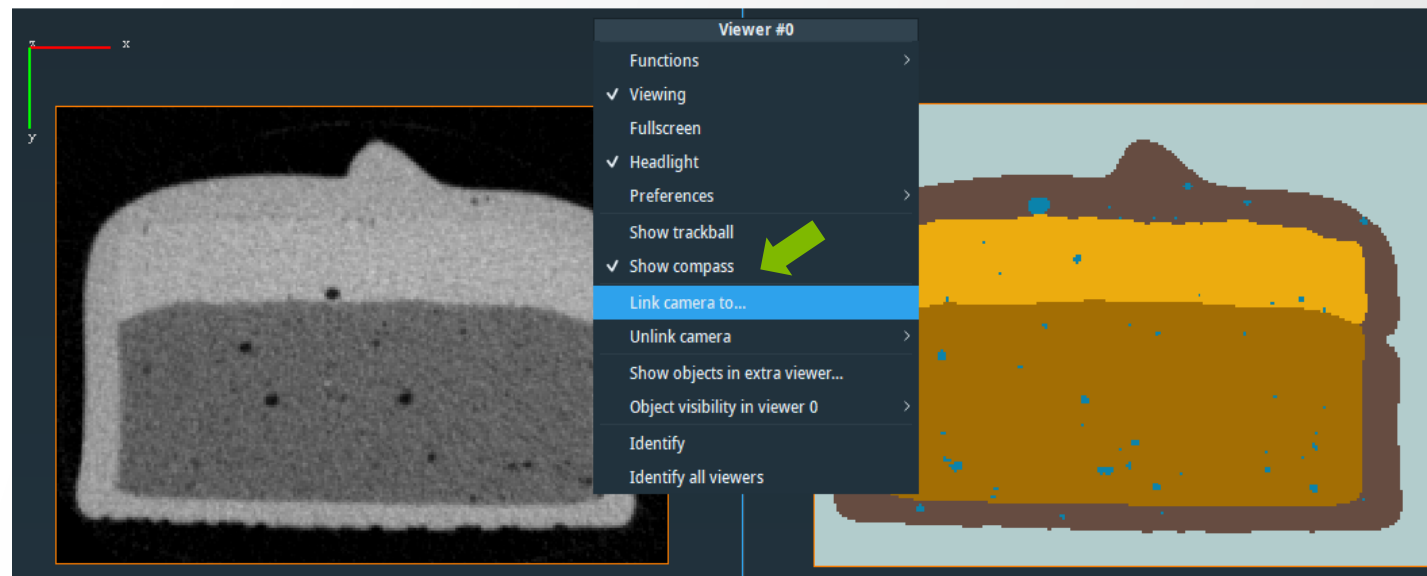 Viewer #0
z
x
y
Functions
Viewing
Fullscreen
Headlight
Preferences
Show trackball
Show compass
Link camera to...
Unlink camera
Show objects in extra viewer...
Object visibility in viewer 0
Identify
Identify all viewers